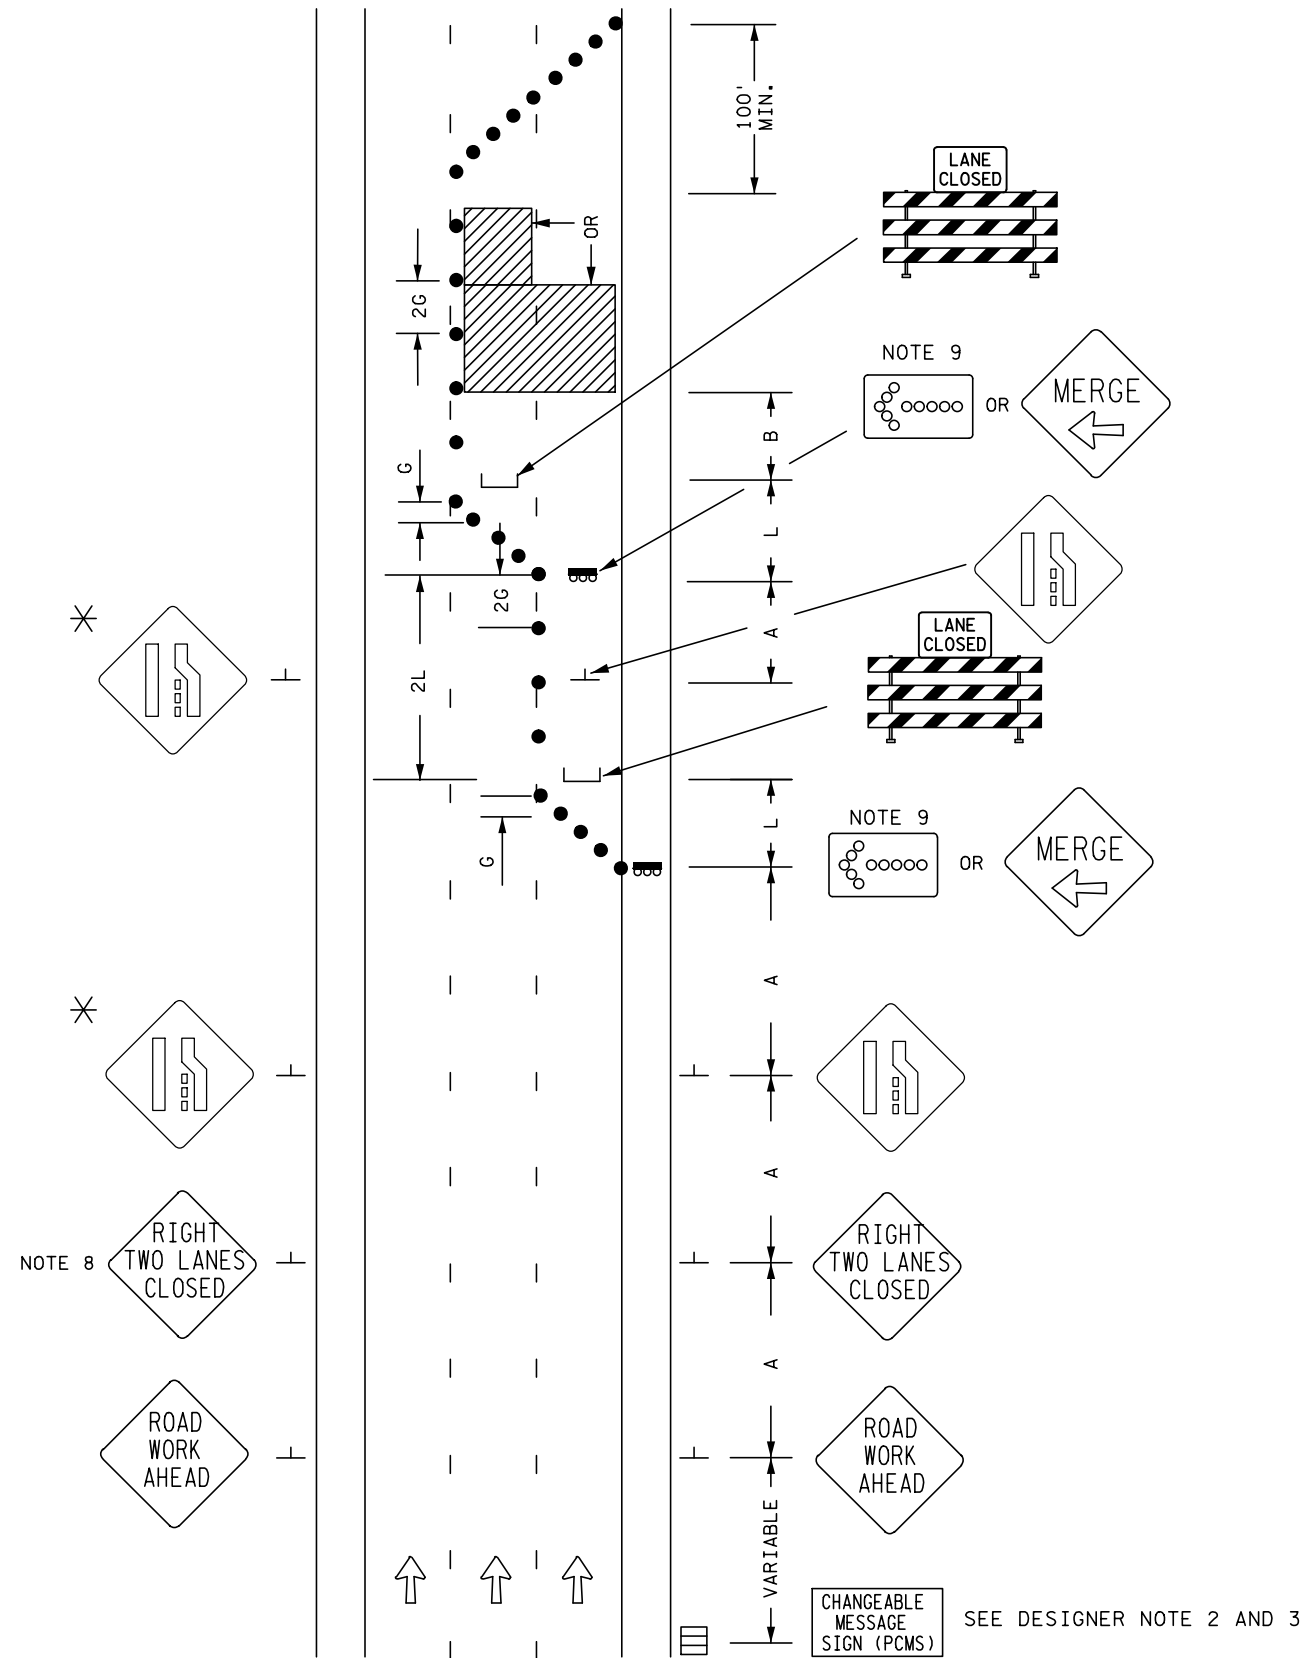 100'
MIN.
LANE
CLOSED
OR
2G
NOTE 9
OR
MERGE
B
G
L
2G
A
LANE
CLOSED
2L
NOTE 9
OR
MERGE
L
G
A
A
NOTE 8
RIGHT
TWO LANES
CLOSED
RIGHT
TWO LANES
CLOSED
A
ROAD
WORK
AHEAD
ROAD
WORK
AHEAD
VARIABLE
CHANGEABLE
MESSAGE
SIGN (PCMS)
SEE DESIGNER NOTE 2 AND 3